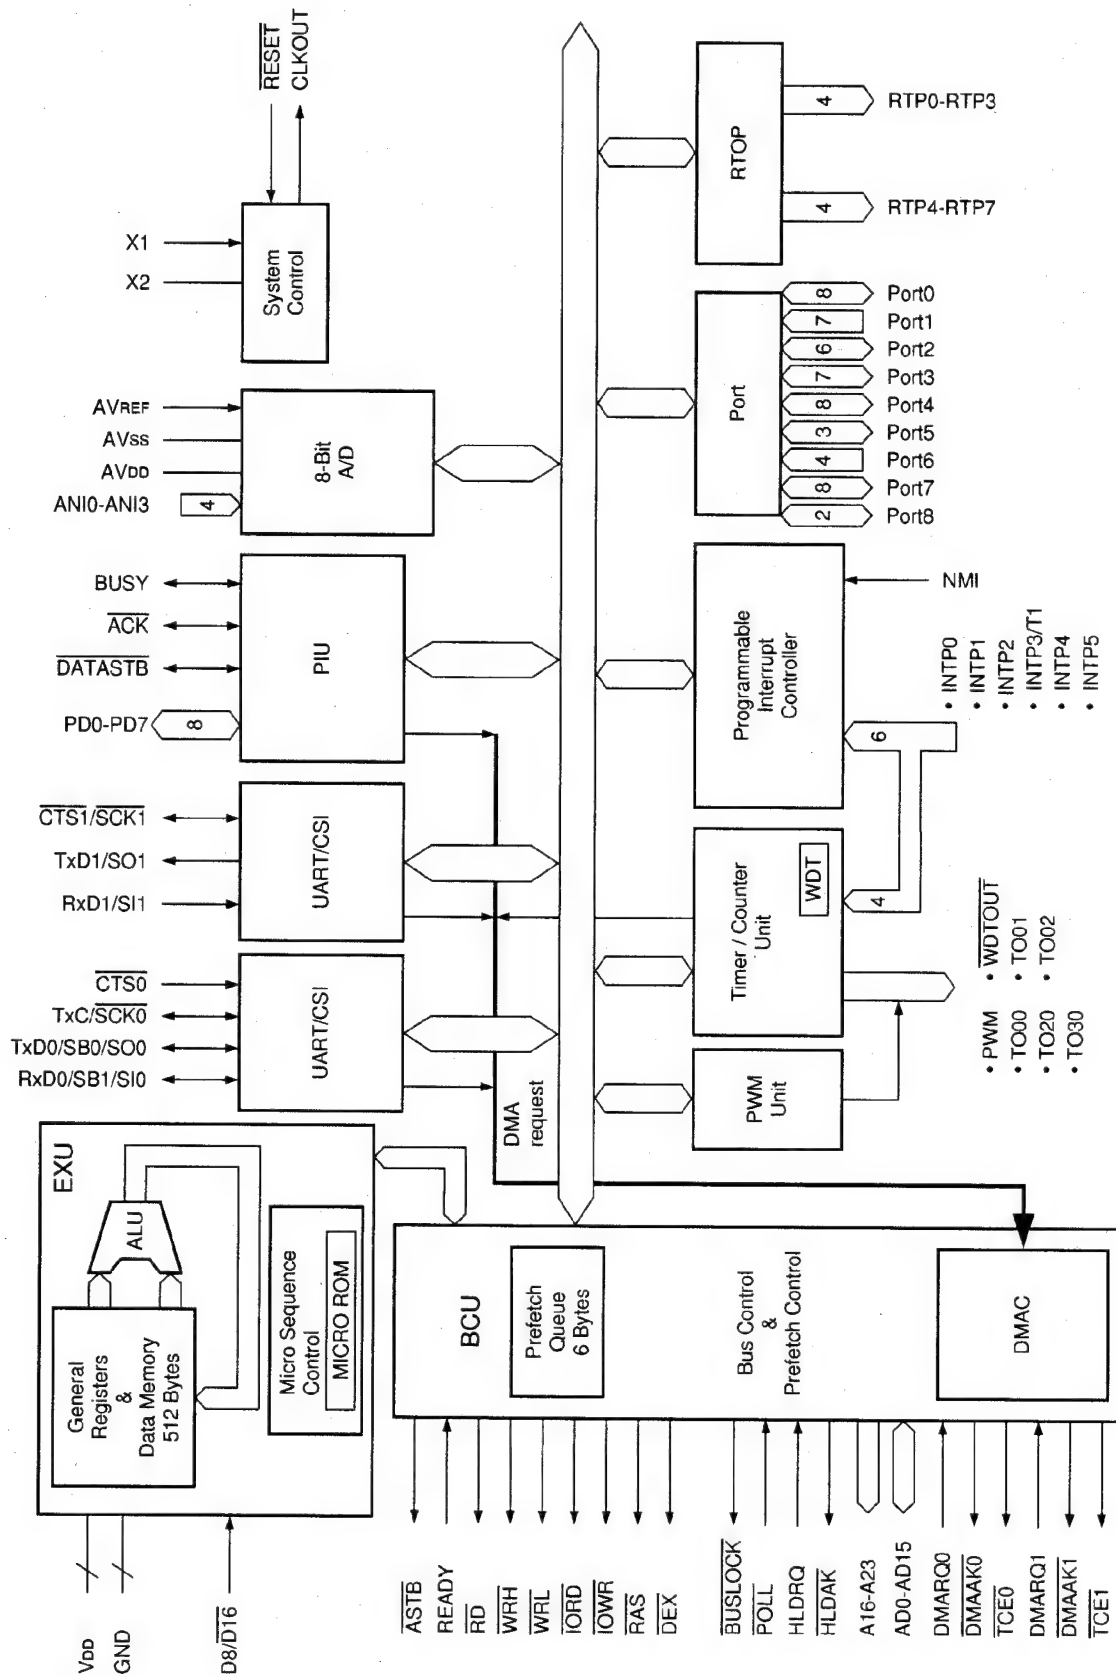 RESET
CLKOUT
X1
X2
System
Control
AVREF
AVSS
AVDD
ANI0-ANI3
4
8-Bit
A/D
BUSY
ACK
DATASTB
PD0-PD7
8
PIU
CTS1/SCK1
TxD1/SO1
RxD1/SI1
UART/CSI
CTS0
TxC/SCK0
TxD0/SB0/SO0
RxD0/SB1/SI0
UART/CSI
DMA
request
EXU
ALU
General
Registers
&
Data Memory
512 Bytes
Micro Sequence
Control
MICRO ROM
VDD
GND
D8/D16
BCU
Prefetch
Queue
6 Bytes
Bus Control
&
Prefetch Control
DMAC
ASTB
READY
RD
WRH
WRL
IORD
IOWR
RAS
DEX
BUSLOCK
POLL
HLDRQ
HLDAK
A16-A23
AD0-AD15
DMARQ0
DMAAK0
TCE0
DMARQ1
DMAAK1
TCE1
RTOP
4
RTP0-RTP3
4
RTP4-RTP7
Port
8
Port0
7
Port1
6
Port2
7
Port3
8
Port4
3
Port5
4
Port6
8
Port7
2
Port8
Programmable
Interrupt
Controller
NMI
6
• INTP0
• INTP1
• INTP2
• INTP3/T1
• INTP4
• INTP5
Timer / Counter
Unit
WDT
4
PWM
Unit
• PWM • WDTOUT
• TO00 • TO01
• TO20 • TO02
• TO30